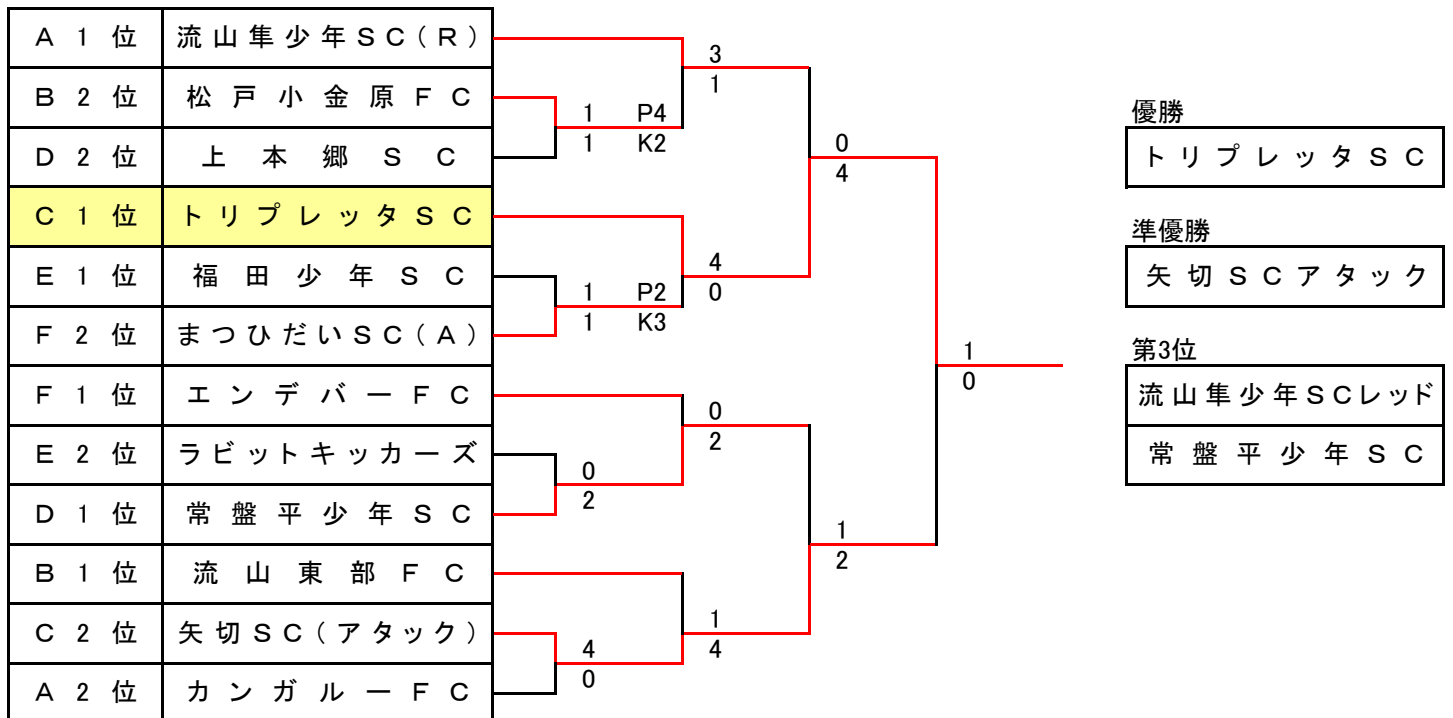 A 1 位 流山隼少年SC(R)
B 2 位 松戸小金原FC
D 2 位 上本郷SC
C 1 位 トリプレッタSC
E 1 位 福田少年SC
F 2 位 まつひだいSC(A)
F 1 位 エンデバーFC
E 2 位 ラビットキッカーズ
D 1 位 常盤平少年SC
B 1 位 流山東部FC
C 2 位 矢切SC(アタック)
A 2 位 カンガルーFC
1 P4
1 K2
1 P2
1 K3
0
2
4
0
3
1
4
0
0
2
1
4
0
4
1
2
1
0
優勝
トリプレッタSC
準優勝
矢切SCアタック
第3位
流山隼少年SCレッド
常盤平少年SC